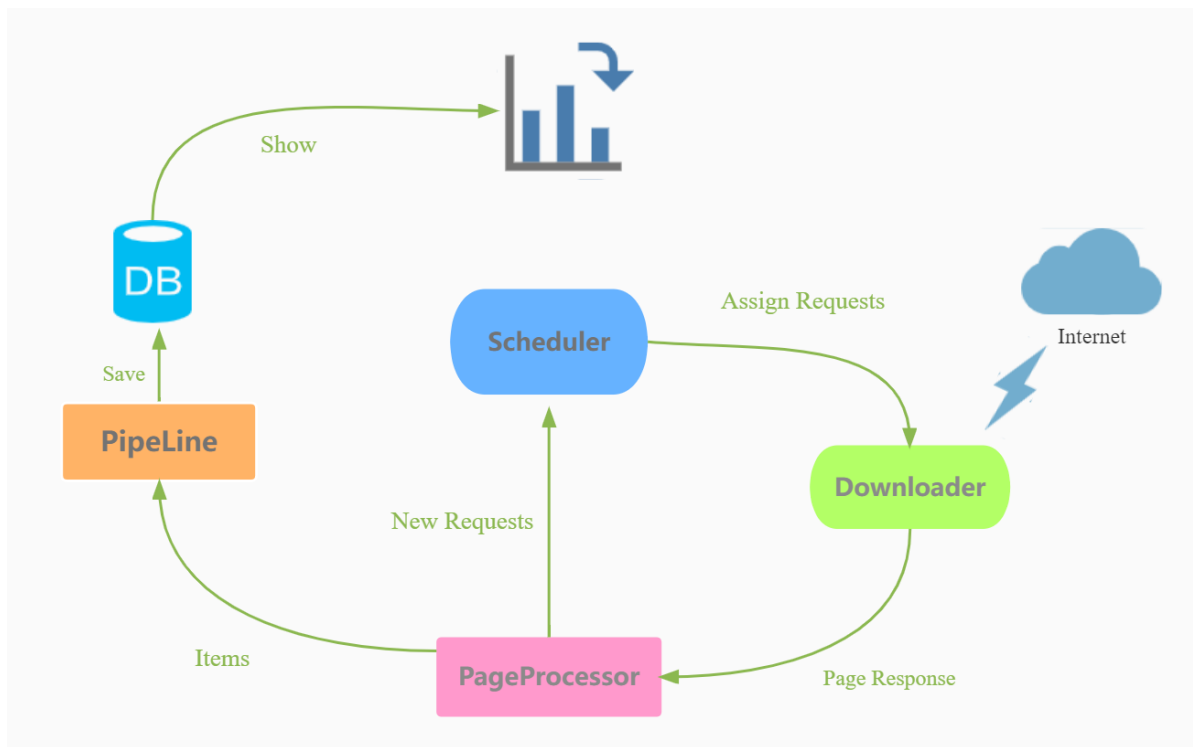 Show
DB
Assign Requests
Scheduler
Internet
Save
PipeLine
Downloader
New Requests
Items
PageProcessor
Page Response